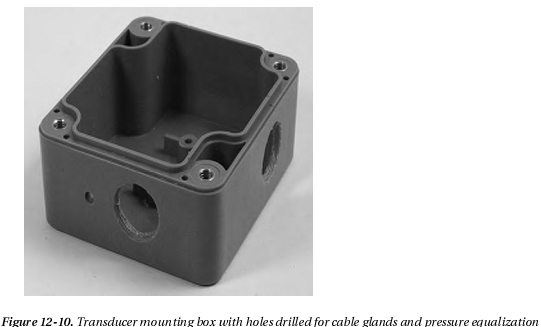 Figure 12-10. Transducer mounting box with holes drilled for cable glands and pressure equalization